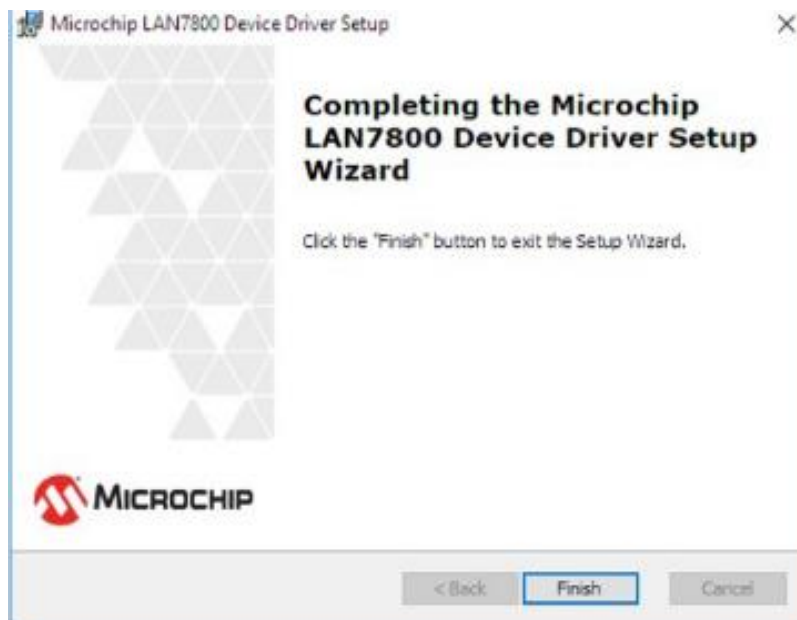 Microchip LAN7800 Device Driver Setup
Completing the Microchip
LAN7800 Device Driver Setup
Wizard
Click the "Finish" button to exit the Setup Wizard.
MICROCHIP
< Back Finish Cancel